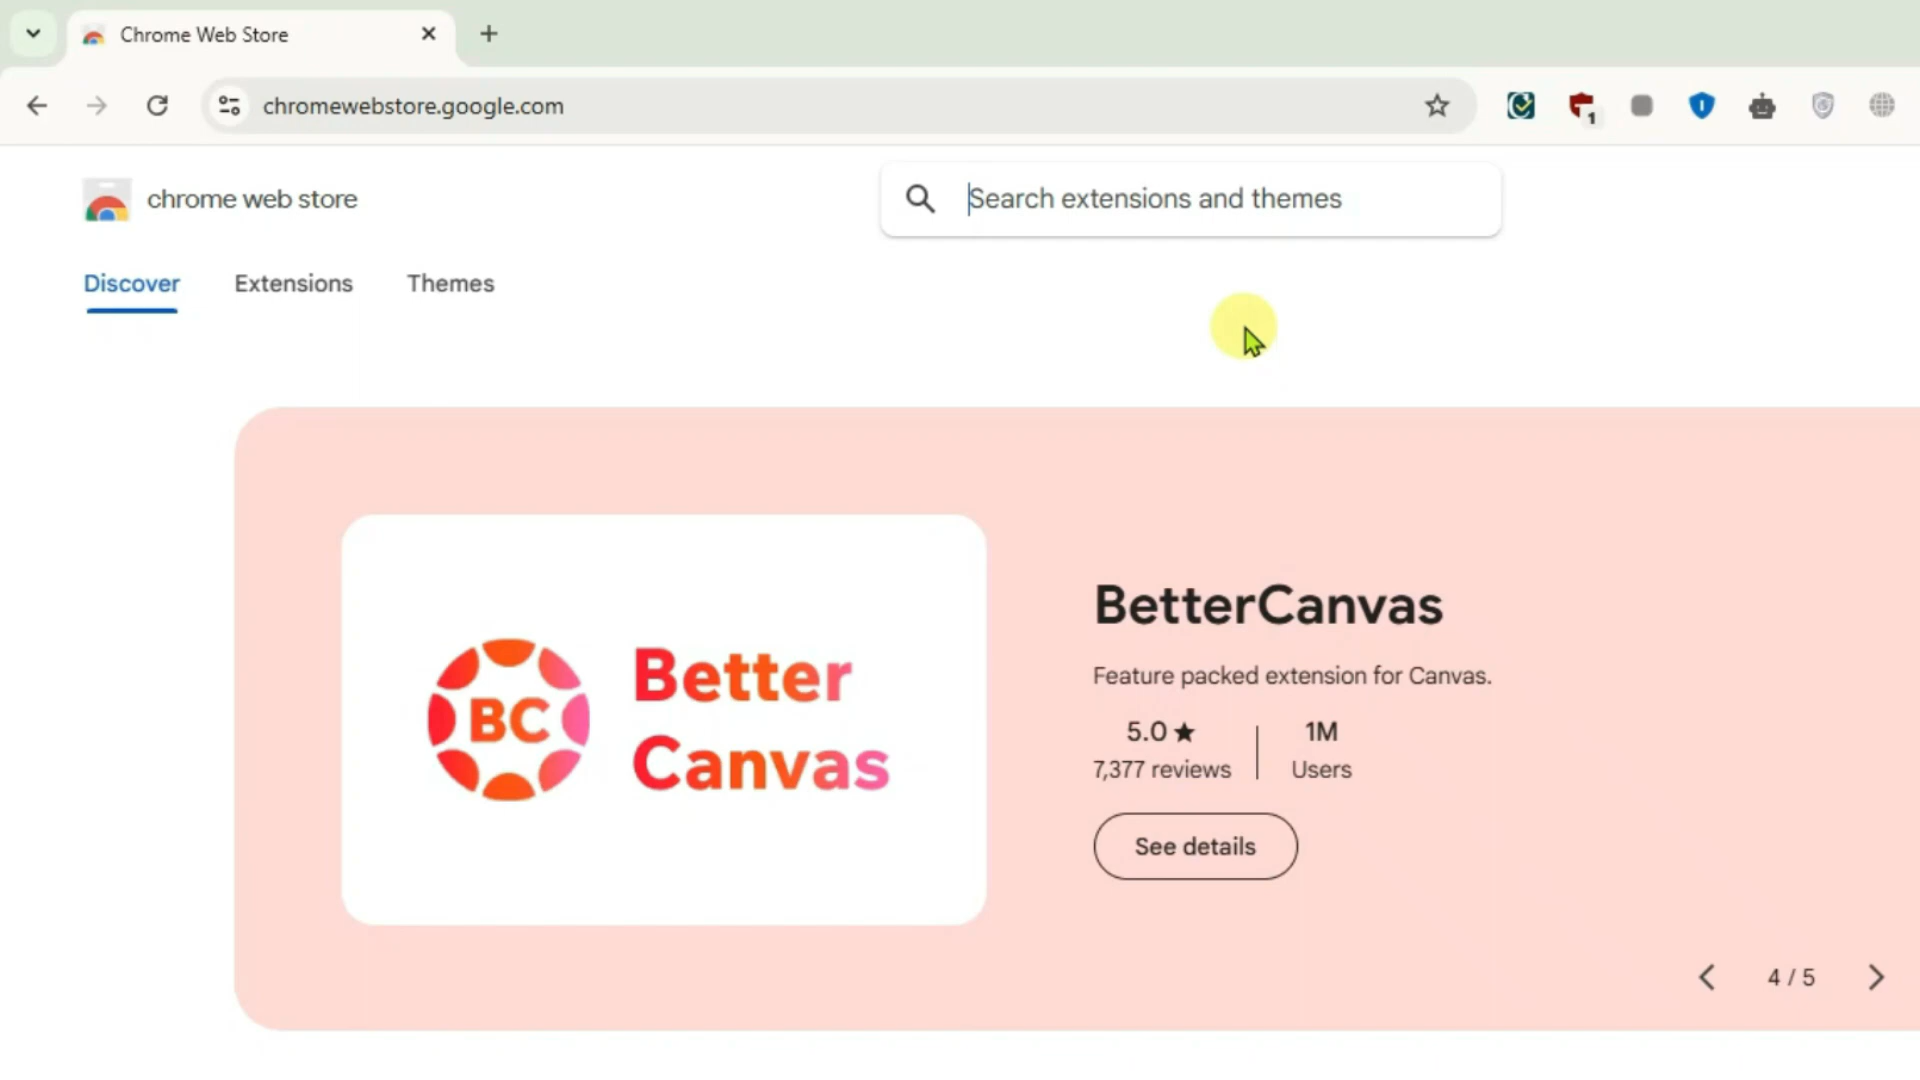 Chrome Web Store
chromewebstore.google.com
1
chrome web store
Search extensions and themes
Discover Extensions Themes
BC Better Canvas
BetterCanvas
Feature packed extension for Canvas.
5.0 ★ 1M
7,377 reviews Users
See details
4 / 5